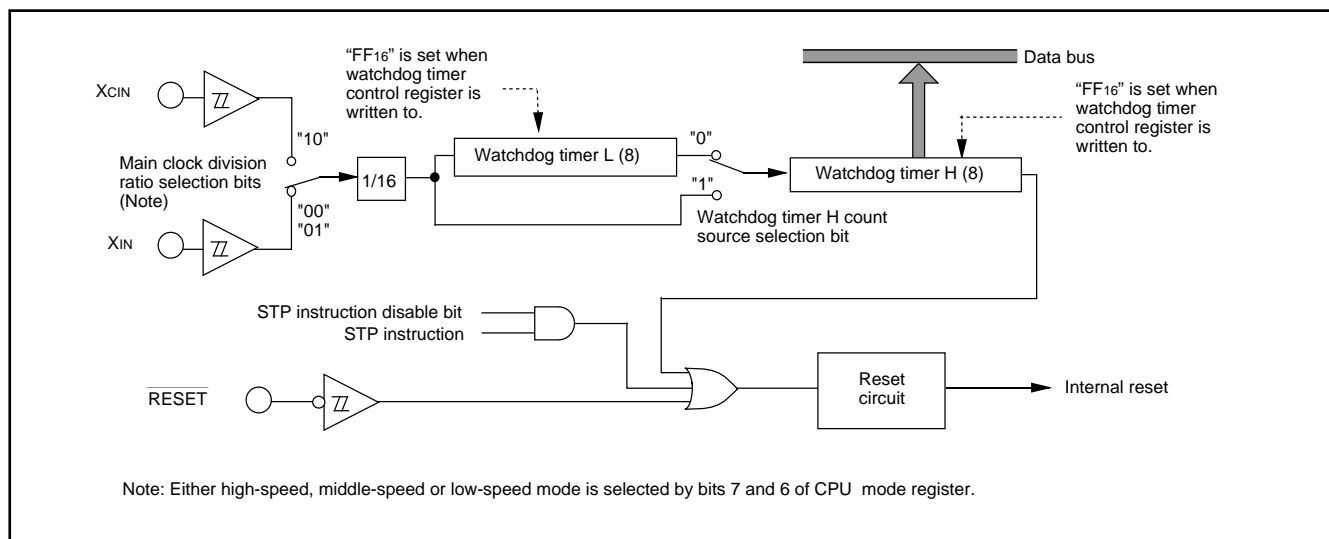 “FF16” is set when
watchdog timer
control register is
written to.
Data bus
“FF16” is set when
watchdog timer
control register is
written to.
XCIN
"10"
Main clock division
ratio selection bits
(Note)
"00"
"01"
XIN
1/16
Watchdog timer L (8)
"0"
"1"
Watchdog timer H count
source selection bit
Watchdog timer H (8)
STP instruction disable bit
STP instruction
RESET
Reset
circuit
Internal reset
Note: Either high-speed, middle-speed or low-speed mode is selected by bits 7 and 6 of CPU mode register.